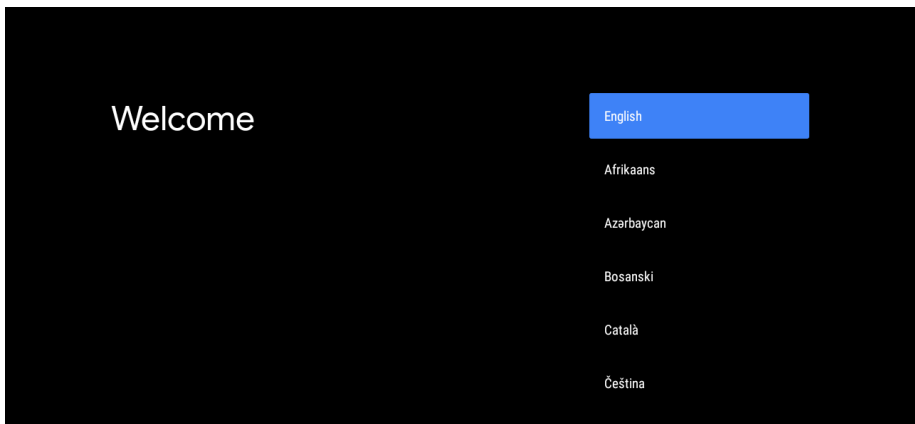 Welcome
English
Afrikaans
Azərbaycan
Bosanski
Català
Čeština